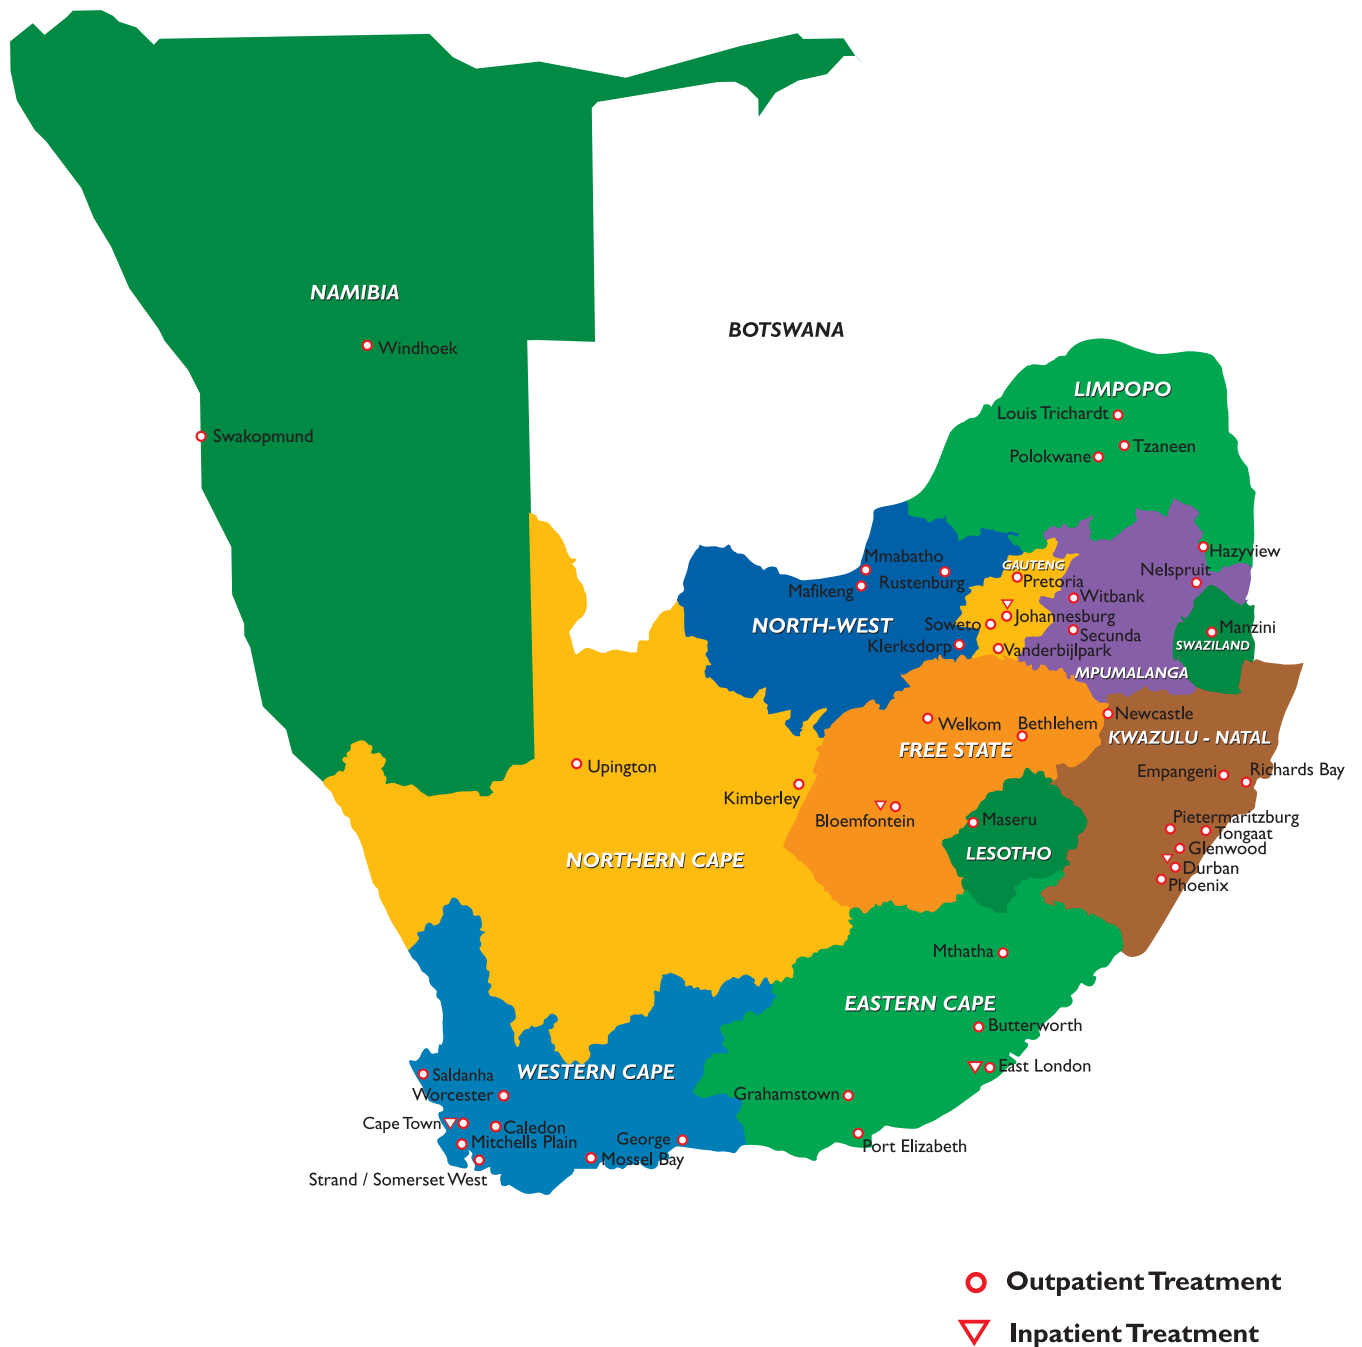 NAMIBIA
BOTSWANA
Windhoek
LIMPOPO
Louis Trichardt
Swakopmund
Tzaneen
Polokwane
Mmabatho
Hazyview
GAUTENG
Nelspruit
Rustenburg
Pretoria
Mafikeng
Witbank
Johannesburg
Soweto
NORTH-WEST
Manzini
Secunda
Klerksdorp
SWAZILAND
Vanderbijlpark
MPUMALANGA
Newcastle
Welkom
Bethlehem
KWAZULU - NATAL
FREE STATE
Upington
Empangeni
Richards Bay
Kimberley
Pietermaritzburg
Bloemfontein
Maseru
Tongaat
Glenwood
LESOTHO
NORTHERN CAPE
Durban
Phoenix
Mthatha
EASTERN CAPE
Butterworth
East London
WESTERN CAPE
Saldanha
Worcester
Grahamstown
Cape Town
Caledon
Mitchells Plain
George
Port Elizabeth
Mossel Bay
Strand / Somerset West
Outpatient Treatment
Inpatient Treatment